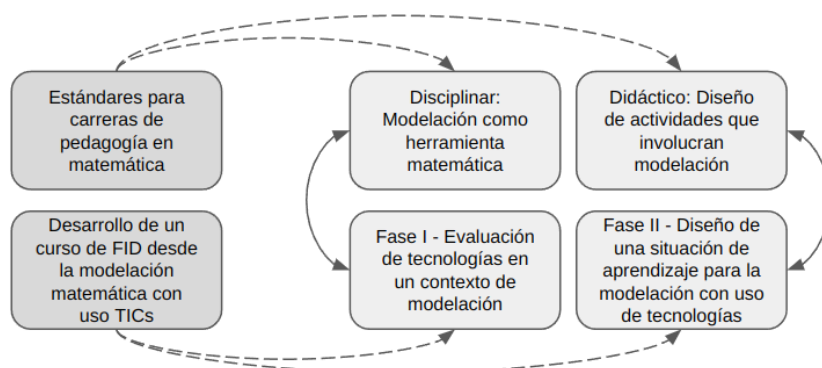 Estándares para
carreras de
pedagogía en
matemática
Disciplinar:
Modelación como
herramienta
matemática
Didáctico: Diseño
de actividades que
involucran
modelación
Desarrollo de un
curso de FID desde
la modelación
matemática con
uso TICs
Fase I - Evaluación
de tecnologías en
un contexto de
modelación
Fase II - Diseño de
una situación de
aprendizaje para la
modelación con uso
de tecnologías